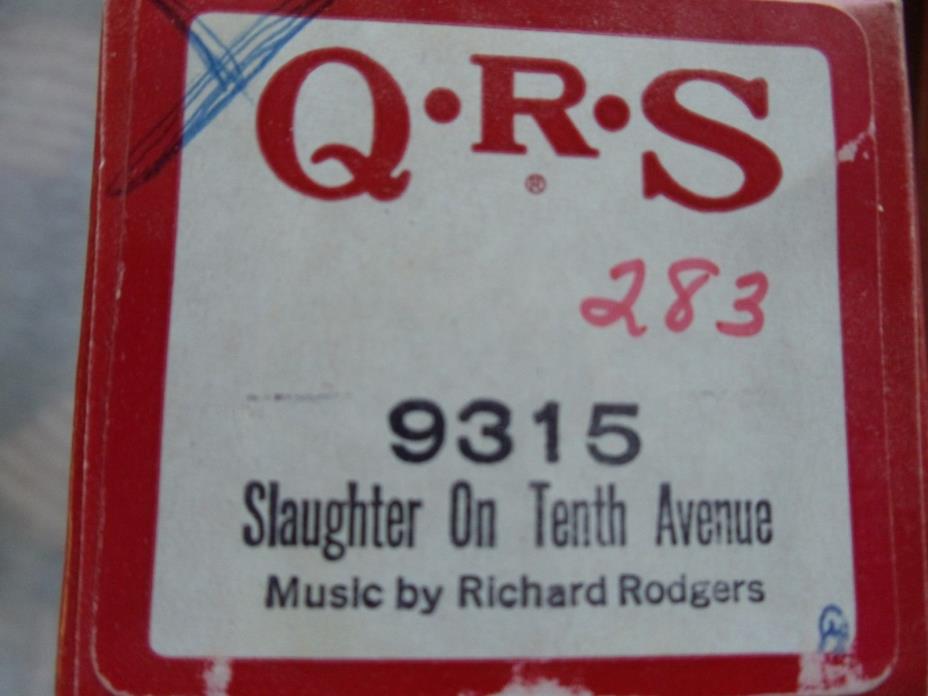 Q·R·S
®
283
9315
Slaughter On Tenth Avenue
Music by Richard Rodgers